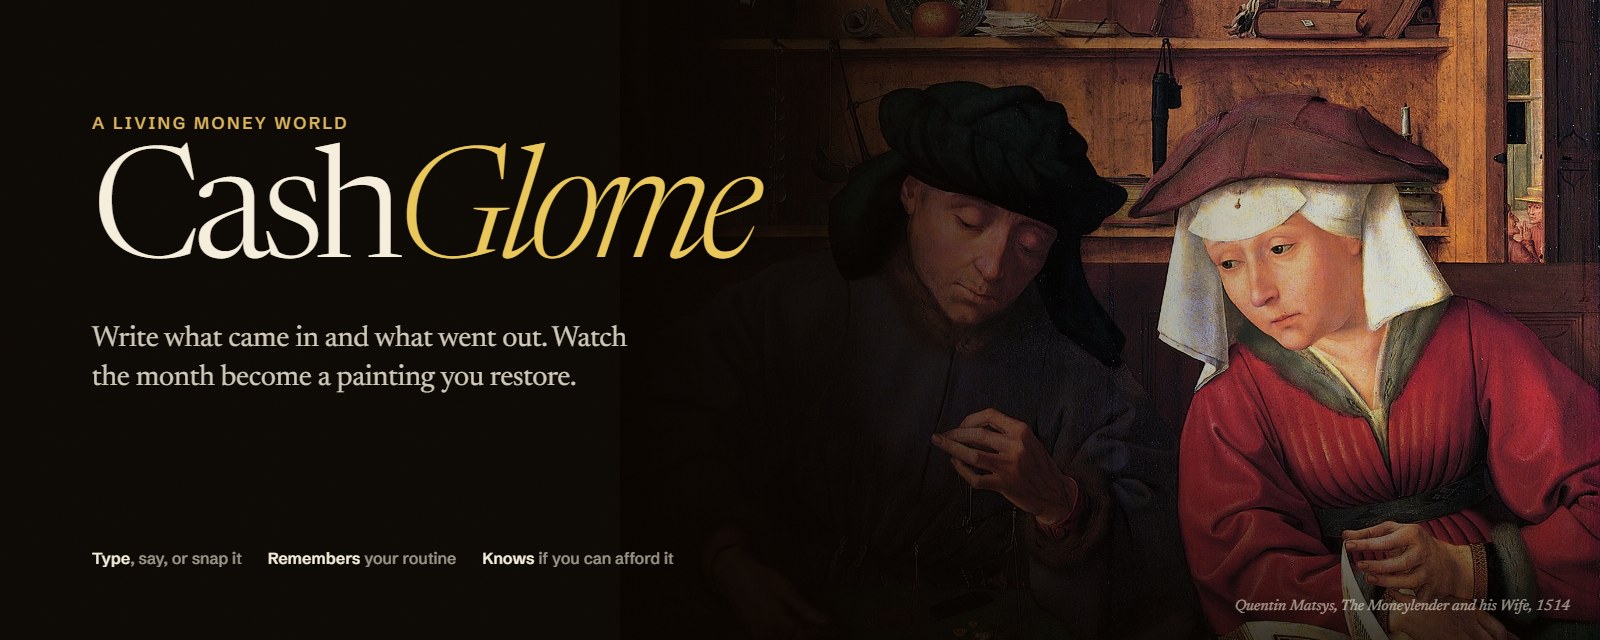 A LIVING MONEY WORLD
CashGlome
Write what came in and what went out. Watch
the month become a painting you restore.
Type, say, or snap it
Remembers your routine
Knows if you can afford it
Quentin Matsys, The Moneylender and his Wife, 1514